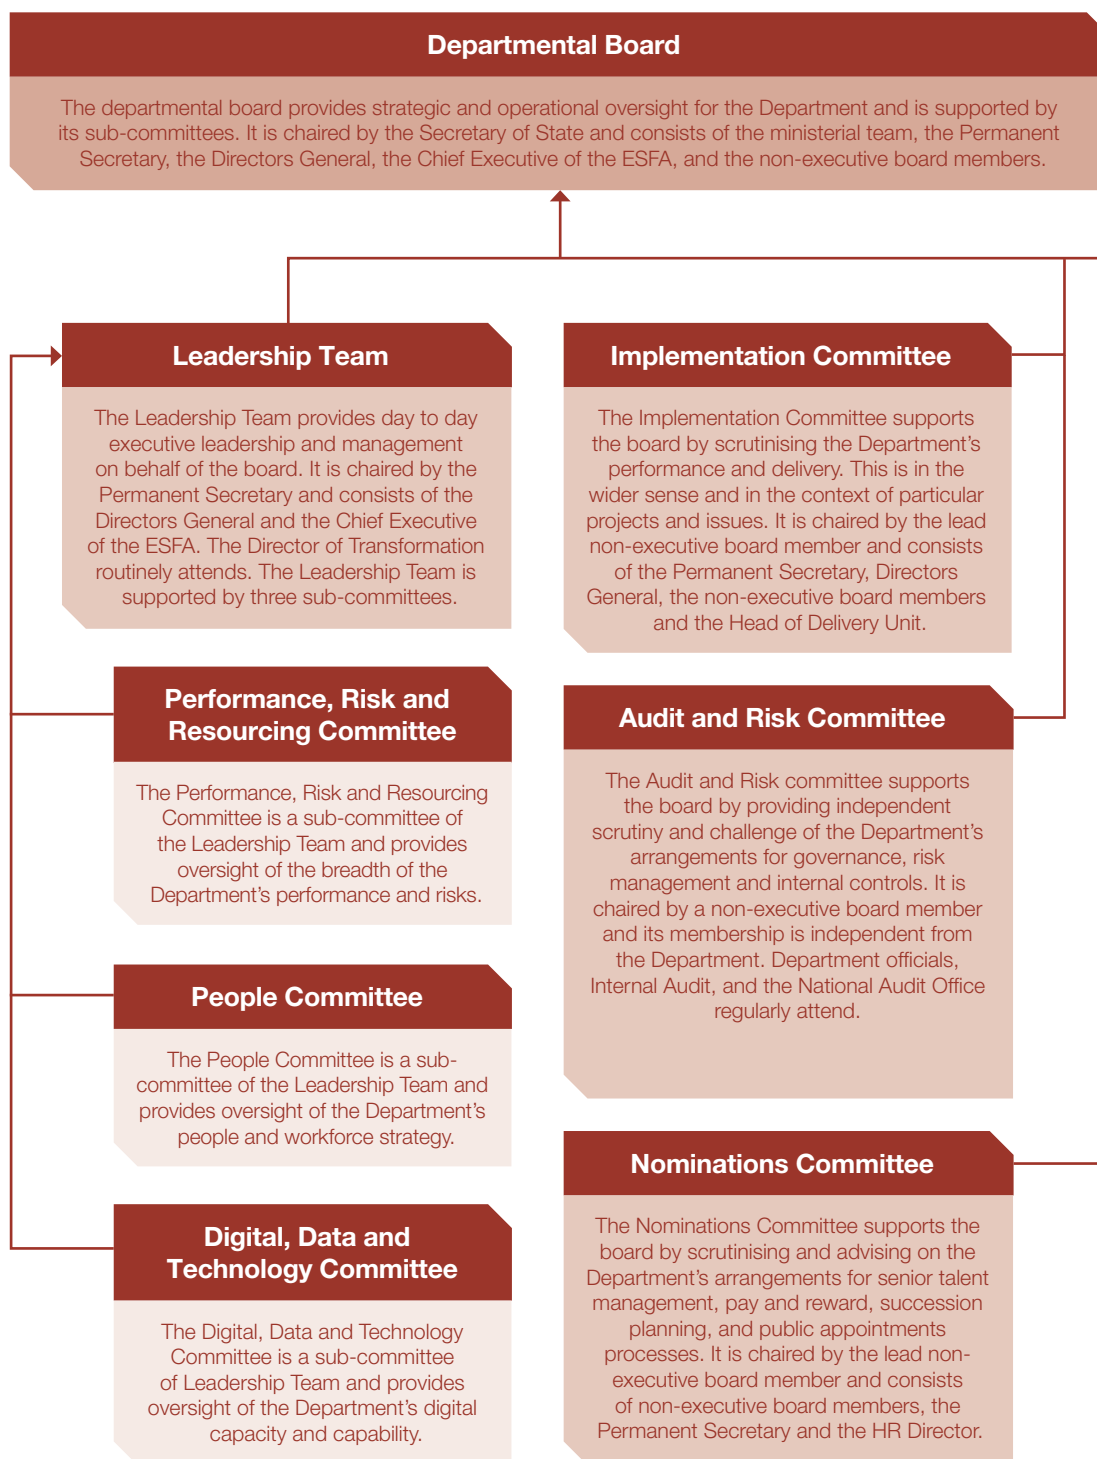 Departmental Board
The departmental board provides strategic and operational oversight for the Department and is supported by
its sub-committees. It is chaired by the Secretary of State and consists of the ministerial team, the Permanent
Secretary, the Directors General, the Chief Executive of the ESFA, and the non-executive board members.
Leadership Team
The Leadership Team provides day to day
executive leadership and management
on behalf of the board. It is chaired by the
Permanent Secretary and consists of the
Directors General and the Chief Executive
of the ESFA. The Director of Transformation
routinely attends. The Leadership Team is
supported by three sub-committees.
Performance, Risk and
Resourcing Committee
The Performance, Risk and Resourcing
Committee is a sub-committee of
the Leadership Team and provides
oversight of the breadth of the
Department's performance and risks.
People Committee
The People Committee is a sub-
committee of the Leadership Team and
provides oversight of the Department's
people and workforce strategy.
Digital, Data and
Technology Committee
The Digital, Data and Technology
Committee is a sub-committee
of Leadership Team and provides
oversight of the Department's digital
capacity and capability.
Implementation Committee
The Implementation Committee supports
the board by scrutinising the Department's
performance and delivery. This is in the
wider sense and in the context of particular
projects and issues. It is chaired by the lead
non-executive board member and consists
of the Permanent Secretary, Directors
General, the non-executive board members
and the Head of Delivery Unit.
Audit and Risk Committee
The Audit and Risk committee supports
the board by providing independent
scrutiny and challenge of the Department's
arrangements for governance, risk
management and internal controls. It is
chaired by a non-executive board member
and its membership is independent from
the Department. Department officials,
Internal Audit, and the National Audit Office
regularly attend.
Nominations Committee
The Nominations Committee supports the
board by scrutinising and advising on the
Department's arrangements for senior talent
management, pay and reward, succession
planning, and public appointments
processes. It is chaired by the lead non-
executive board member and consists
of non-executive board members, the
Permanent Secretary and the HR Director.